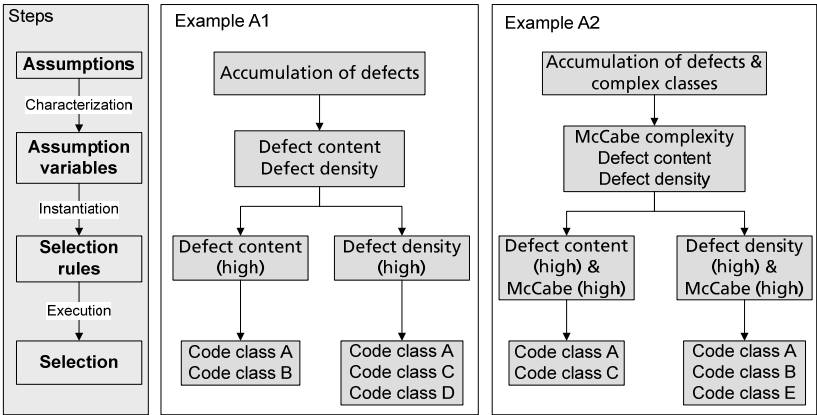 Steps
Assumptions
Characterization
Assumption
variables
Instantiation
Selection
rules
Execution
Selection
Example A1
Accumulation of defects
Defect content
Defect density
Defect content
(high)
Defect density
(high)
Code class A
Code class B
Code class A
Code class C
Code class D
Example A2
Accumulation of defects &
complex classes
McCabe complexity
Defect content
Defect density
Defect content
(high) &
McCabe (high)
Defect density
(high) &
McCabe (high)
Code class A
Code class C
Code class A
Code class B
Code class E